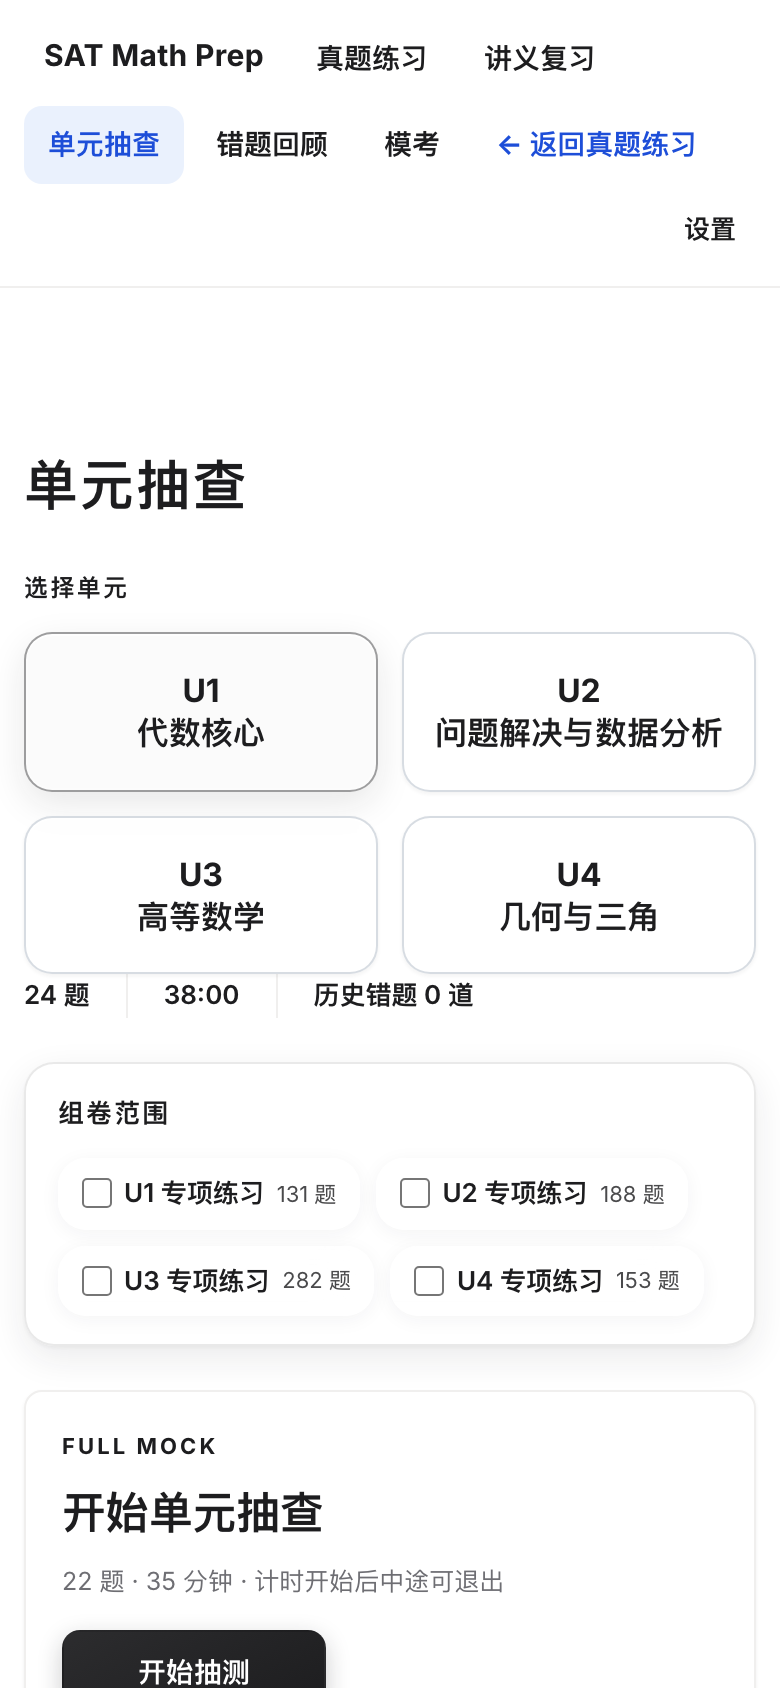 SAT Math Prep 真题练习 讲义复习
单元抽查 错题回顾 模考 ← 返回真题练习
设置
单元抽查
选择单元
U1
代数核心
U2
问题解决与数据分析
U3
高等数学
U4
几何与三角
24 题 38:00 历史错题 0 道
组卷范围
U1 专项练习 131 题 U2 专项练习 188 题
U3 专项练习 282 题 U4 专项练习 153 题
FULL MOCK
开始单元抽查
22 题 · 35 分钟 · 计时开始后中途可退出
开始抽测